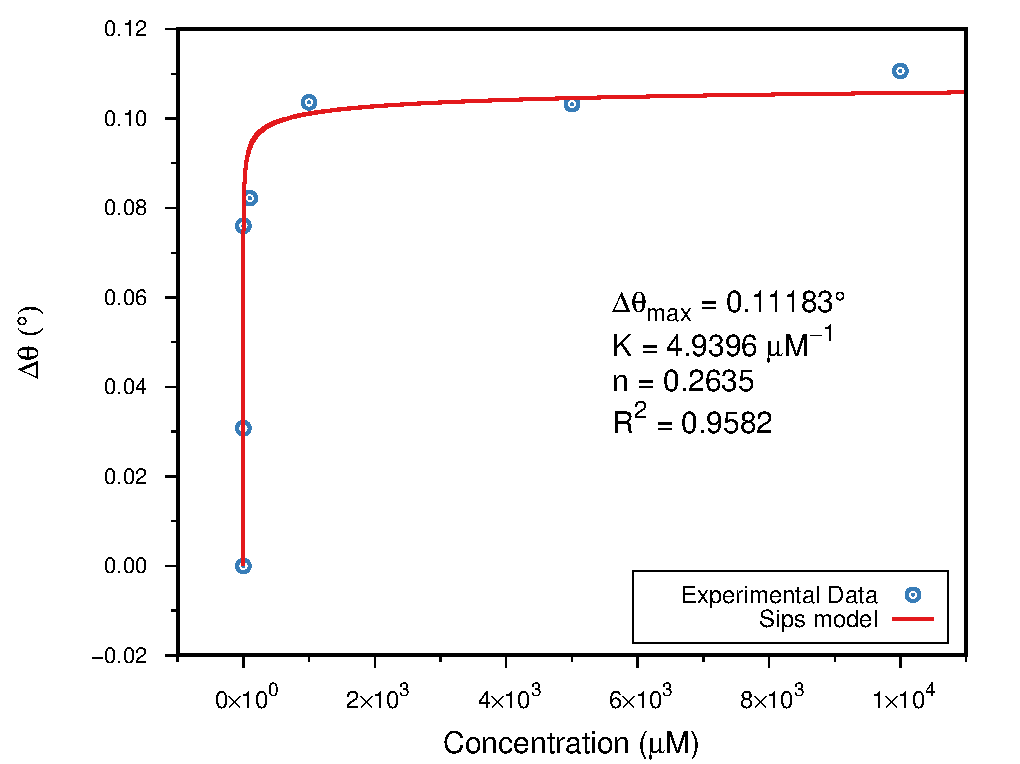 0.12
0.10
0.08
0.06
0.04
0.02
0.00
−0.02
Δθ (°)
Δθmax = 0.11183°
K = 4.9396 μM⁻¹
n = 0.2635
R² = 0.9582
Experimental Data
Sips model
0×10⁰ 2×10³ 4×10³ 6×10³ 8×10³ 1×10⁴
Concentration (μM)